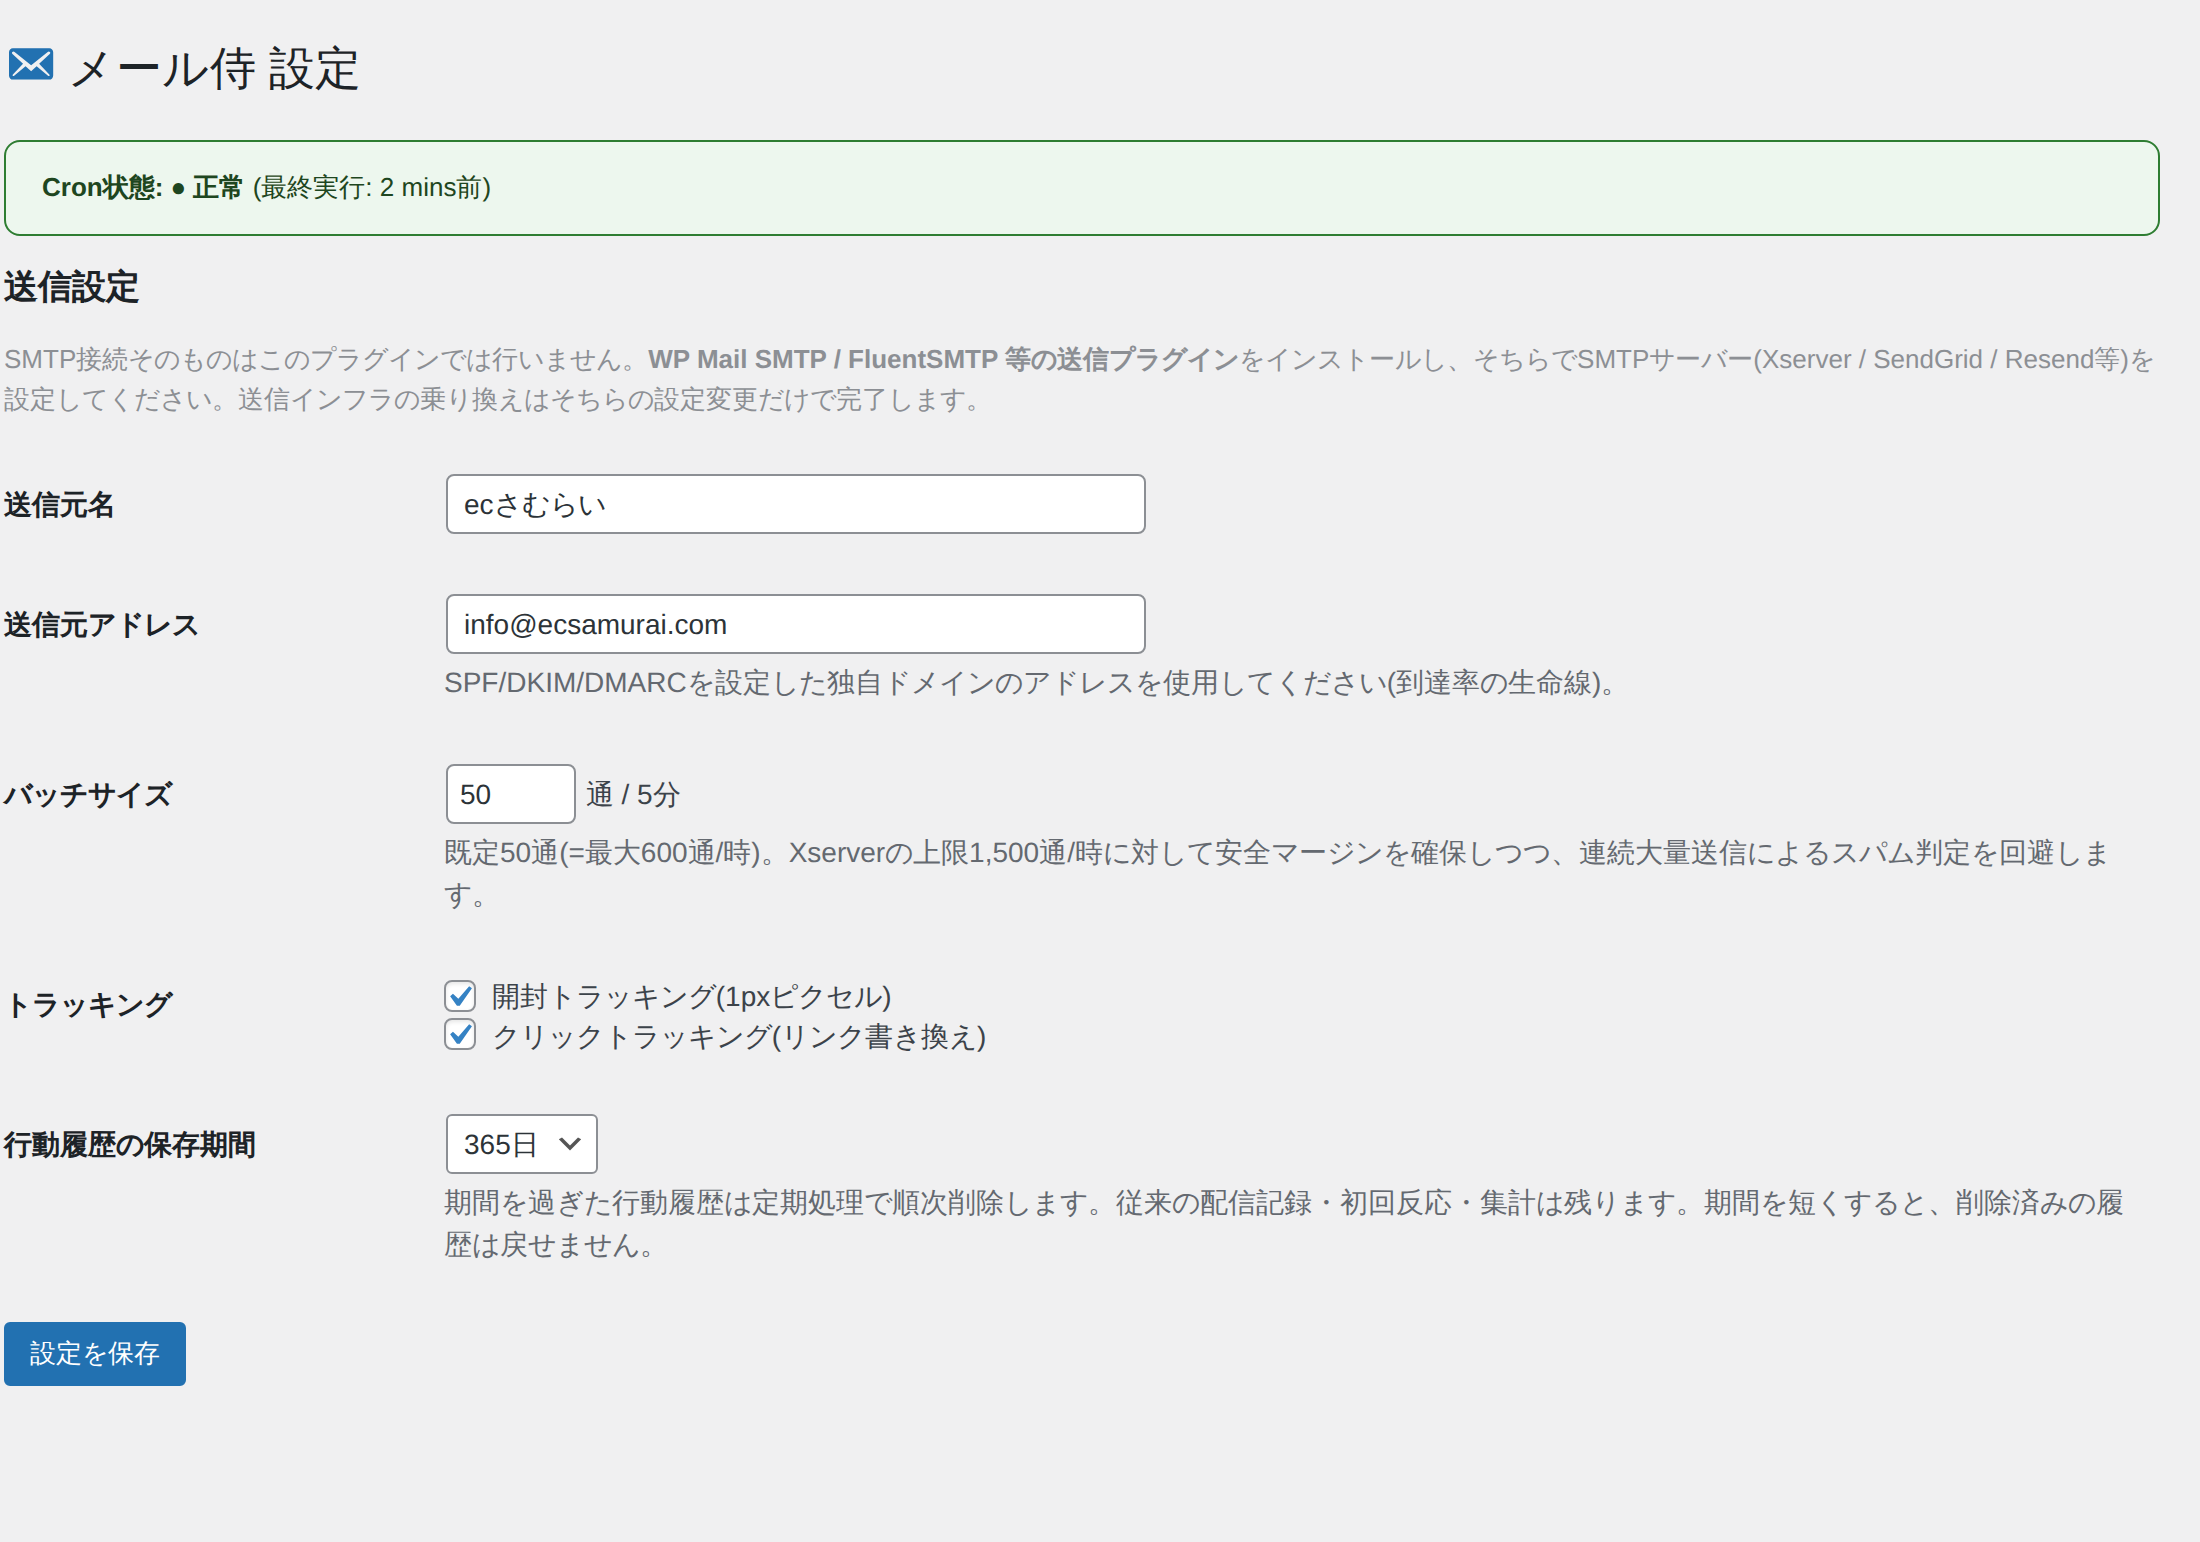 メール侍 設定
Cron状態: ● 正常 (最終実行: 2 mins前)
送信設定
SMTP接続そのものはこのプラグインでは行いません。WP Mail SMTP / FluentSMTP 等の送信プラグインをインストールし、そちらでSMTPサーバー(Xserver / SendGrid / Resend等)を
設定してください。送信インフラの乗り換えはそちらの設定変更だけで完了します。
送信元名
ecさむらい
送信元アドレス
info@ecsamurai.com
SPF/DKIM/DMARCを設定した独自ドメインのアドレスを使用してください(到達率の生命線)。
バッチサイズ
50 通 / 5分
既定50通(=最大600通/時)。Xserverの上限1,500通/時に対して安全マージンを確保しつつ、連続大量送信によるスパム判定を回避しま
す。
トラッキング
開封トラッキング(1pxピクセル)
クリックトラッキング(リンク書き換え)
行動履歴の保存期間
365日
期間を過ぎた行動履歴は定期処理で順次削除します。従来の配信記録・初回反応・集計は残ります。期間を短くすると、削除済みの履
歴は戻せません。
設定を保存